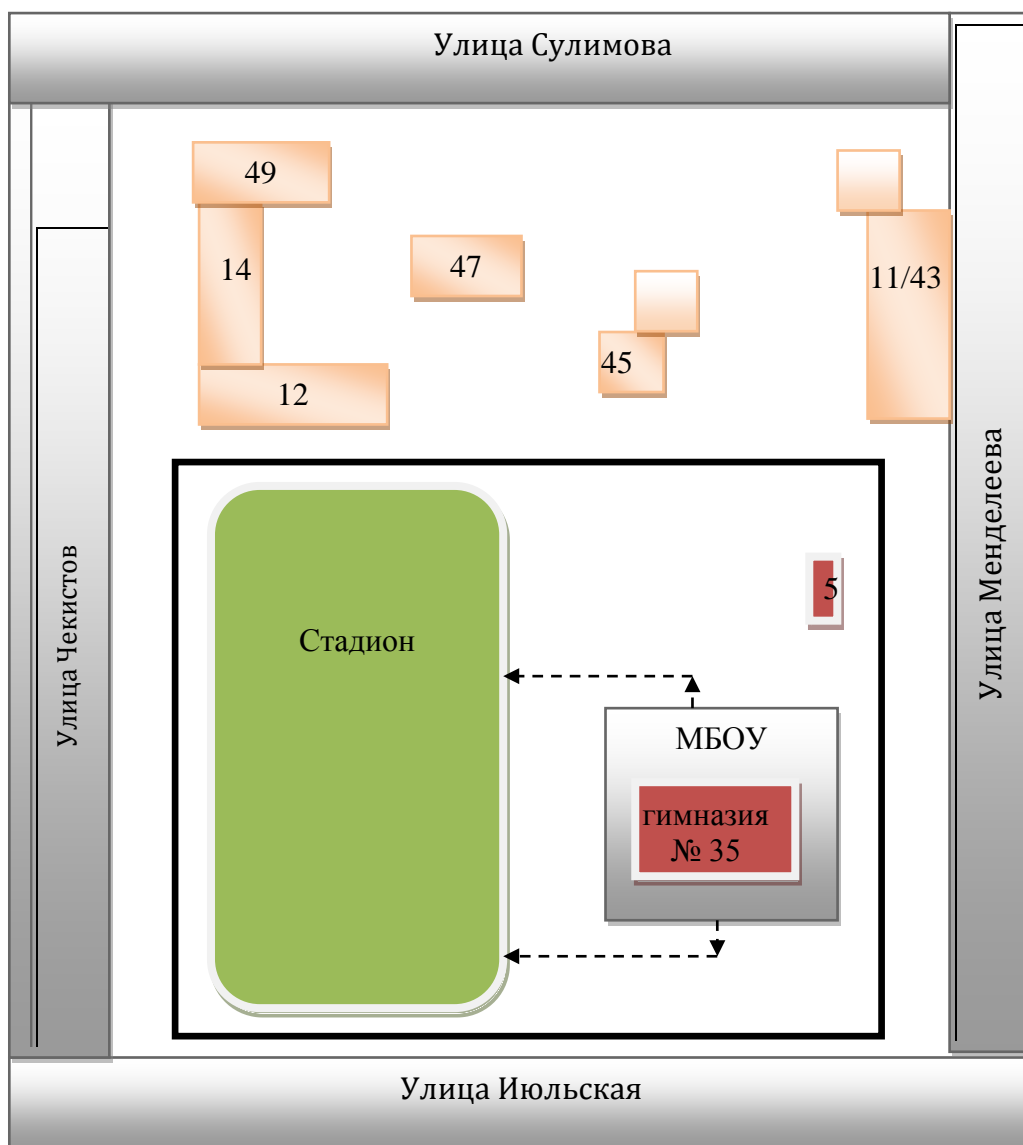 Улица Сулимова
49
14
47
11/43
45
12
Улица Чекистов
Улица Менделеева
5
Стадион
МБОУ
гимназия
№ 35
Улица Июльская